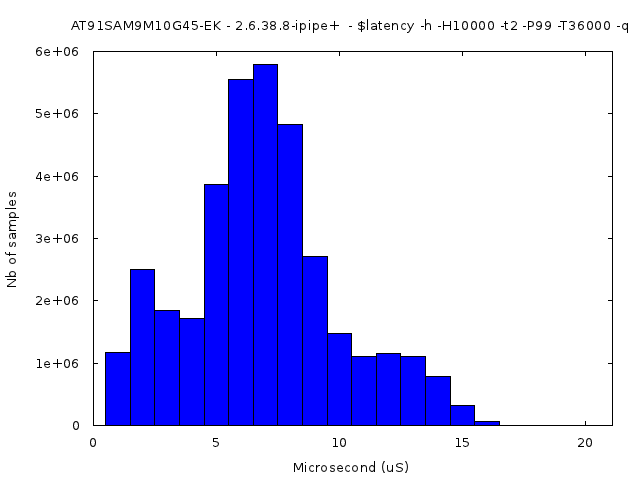 AT91SAM9M10G45-EK - 2.6.38.8-ipipe+ - $latency -h -H10000 -t2 -P99 -T36000 -q
6e+06
5e+06
4e+06
3e+06
2e+06
1e+06
0
Nb of samples
0 5 10 15 20
Microsecond (uS)